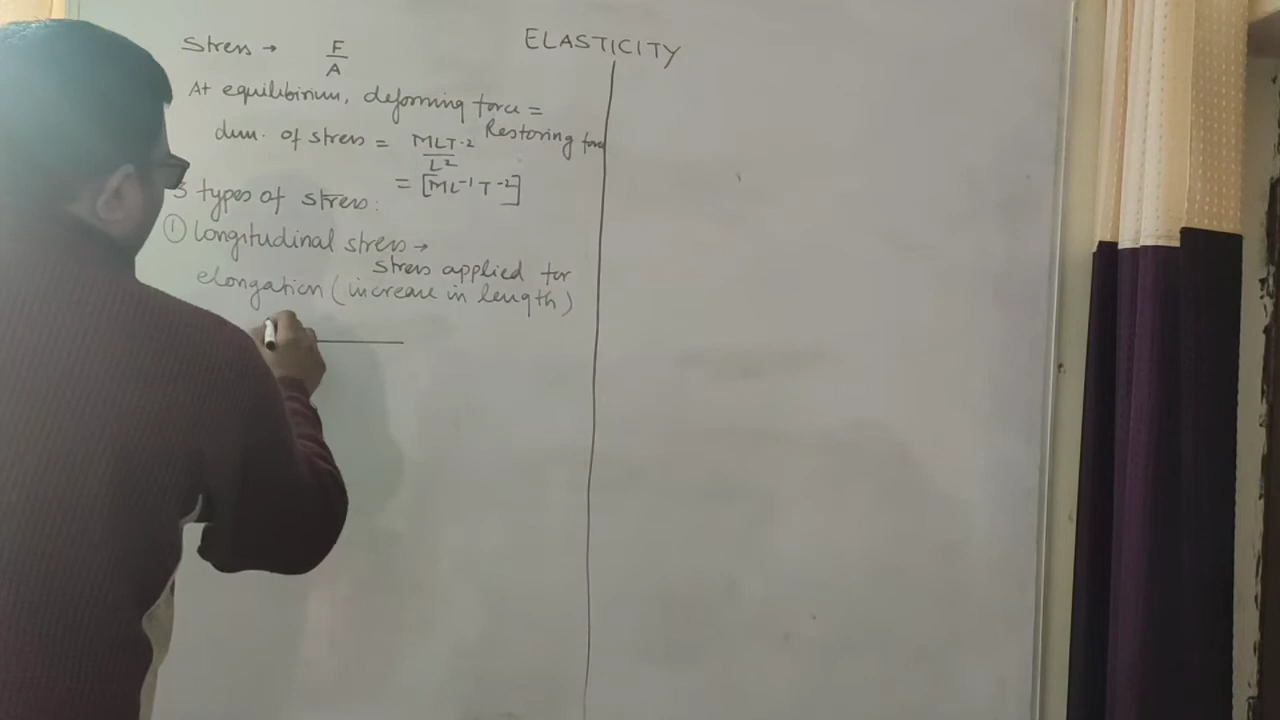 ELASTICITY
Stress → F/A
At equilibirium, deforming force =
Restoring force
dim. of stress = MLT-2/L²
= [ML-1T-2]
3 types of stress:
① Longitudinal stress →
stress applied for
elongation (increase in length)